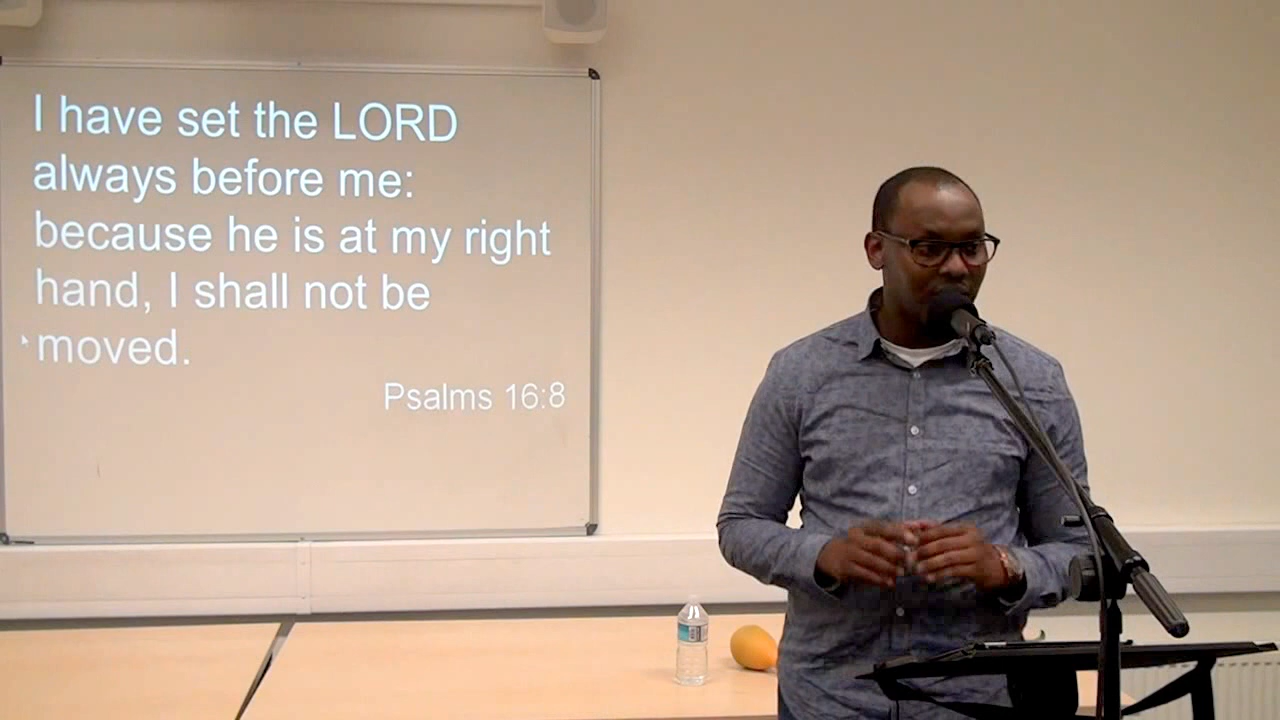 I have set the LORD
always before me:
because he is at my right
hand, I shall not be
moved.
Psalms 16:8